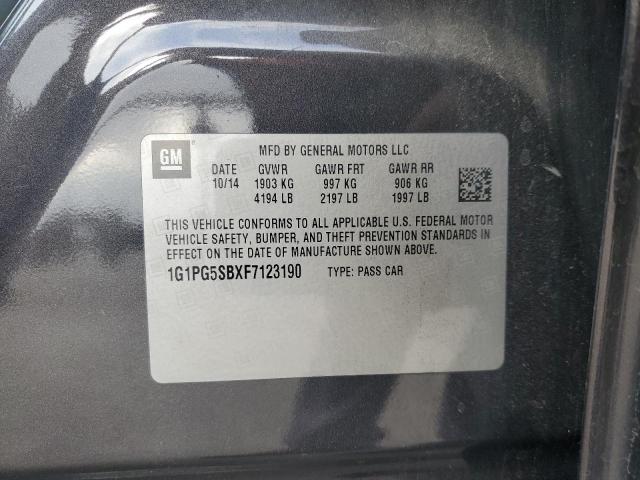 GM
MFD BY GENERAL MOTORS LLC
DATE GVWR GAWR FRT GAWR RR
10/14 1903 KG 997 KG 906 KG
4194 LB 2197 LB 1997 LB
THIS VEHICLE CONFORMS TO ALL APPLICABLE U.S. FEDERAL MOTOR
VEHICLE SAFETY, BUMPER, AND THEFT PREVENTION STANDARDS IN
EFFECT ON THE DATE OF MANUFACTURE SHOWN ABOVE.
1G1PG5SBXF7123190 TYPE: PASS CAR